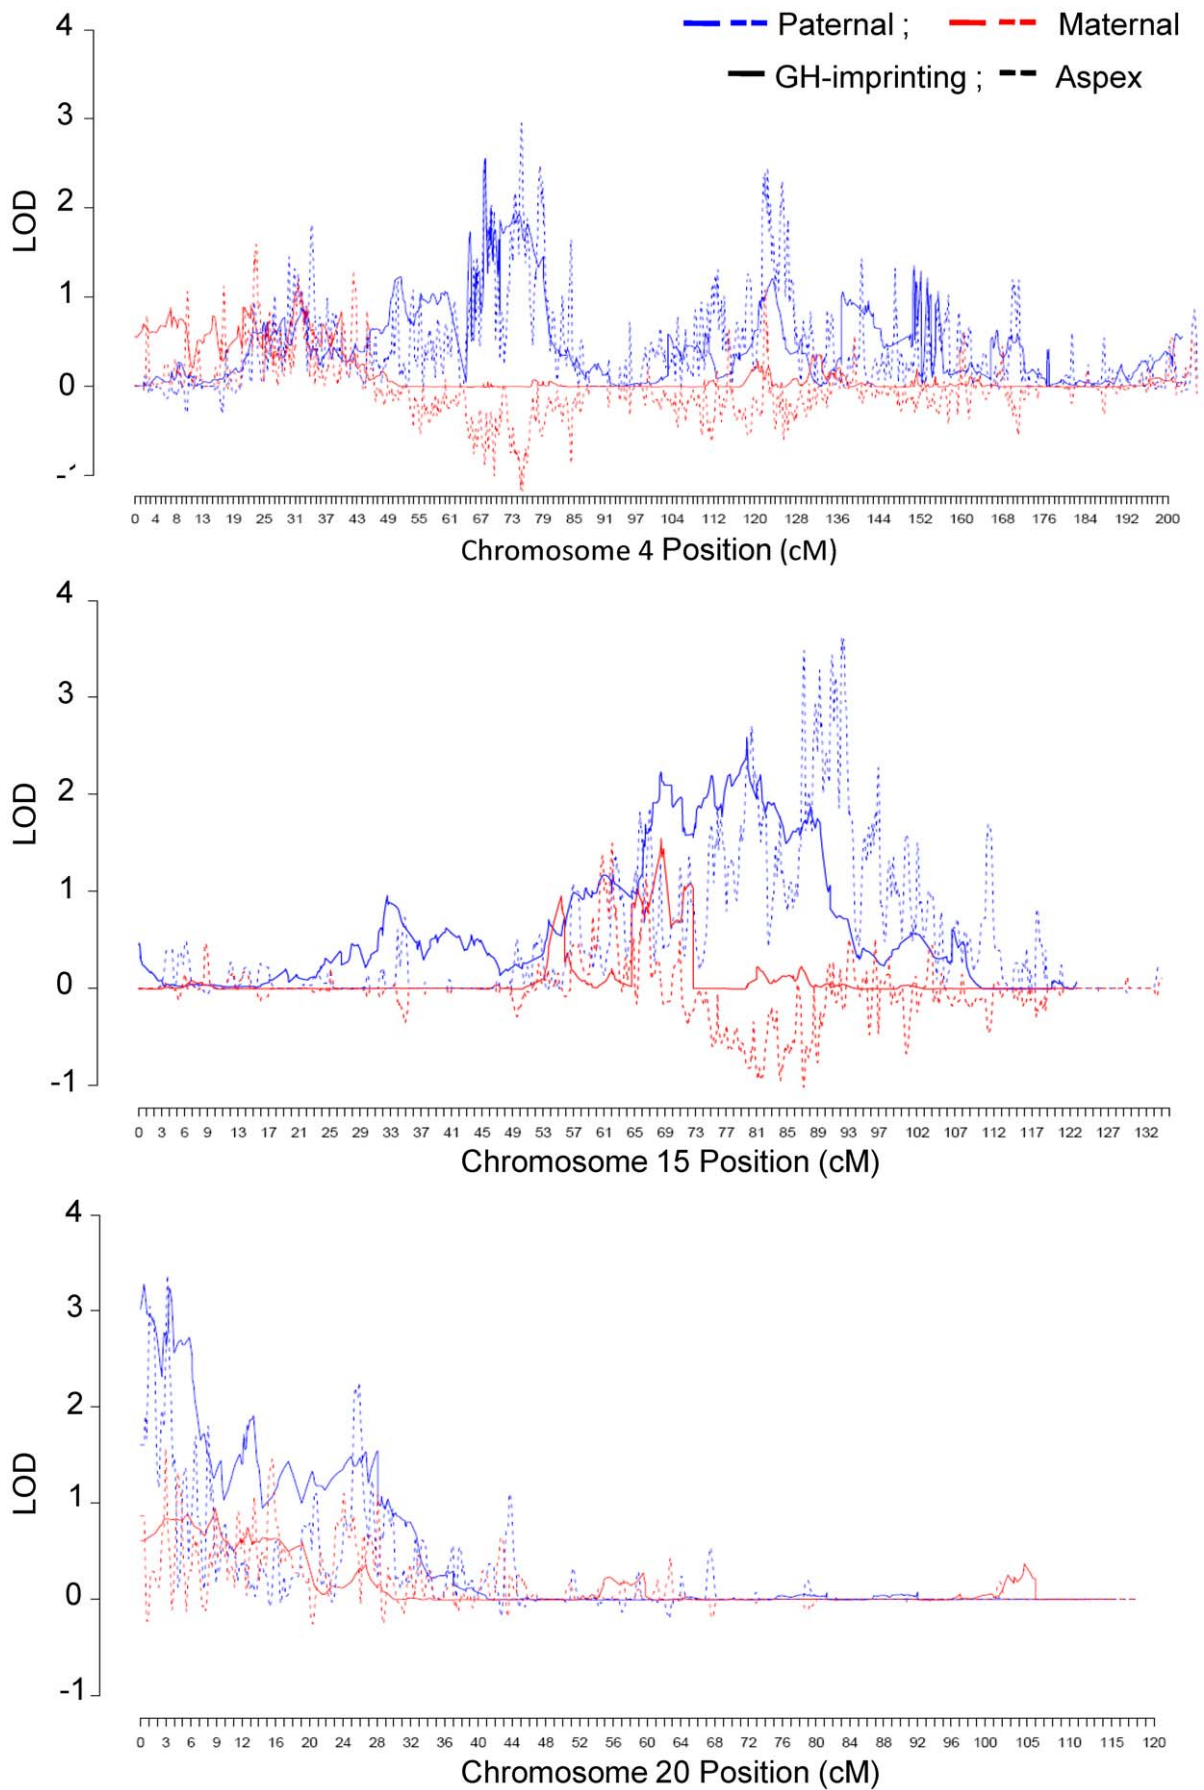 Paternal ; Maternal
GH-imprinting ; Aspex
4
3
2
1
0
LOD
0 4 8 13 19 25 31 37 43 49 55 61 67 73 79 85 91 97 104 112 120 128 136 144 152 160 168 176 184 192 200
Chromosome 4 Position (cM)
4
3
2
1
0
-1
LOD
0 3 6 9 13 17 21 25 29 33 37 41 45 49 53 57 61 65 69 73 77 81 85 89 93 97 102 107 112 117 122 127 132
Chromosome 15 Position (cM)
4
3
2
1
0
-1
LOD
0 3 6 9 12 16 20 24 28 32 36 40 44 48 52 56 60 64 68 72 76 80 84 88 92 96 100 105 110 115 120
Chromosome 20 Position (cM)